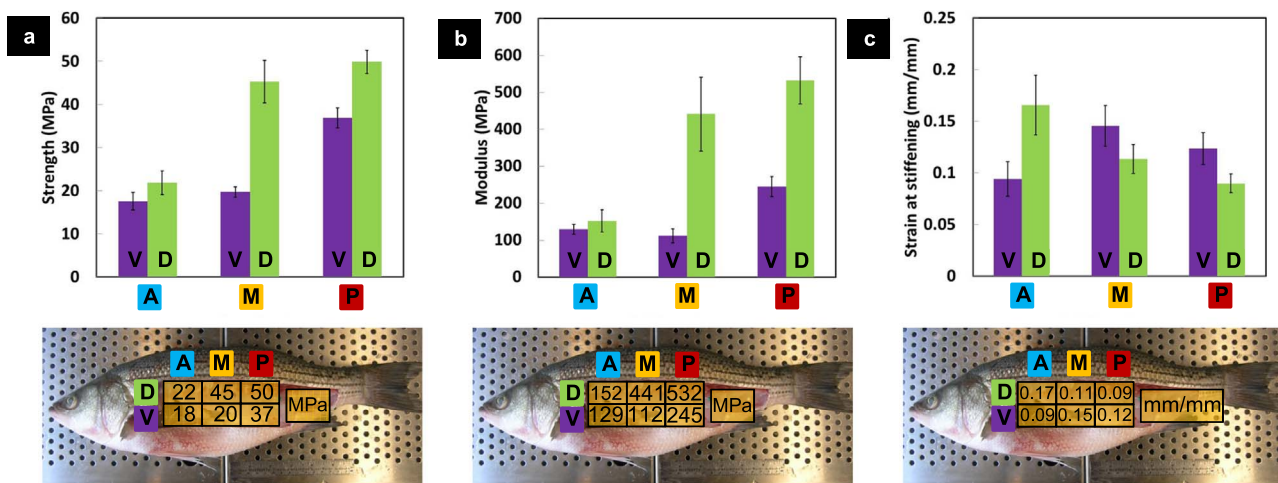 a
Strength (MPa)
60
50
40
30
20
10
0
V D V D V D
A M P
A M P
D 22 45 50
V 18 20 37
MPa
b
Modulus (MPa)
700
600
500
400
300
200
100
0
V D V D V D
A M P
A M P
D 152 441 532
V 129 112 245
MPa
c
Strain at stiffening (mm/mm)
0.25
0.2
0.15
0.1
0.05
0
V D V D V D
A M P
A M P
D 0.17 0.11 0.09
V 0.09 0.15 0.12
mm/mm